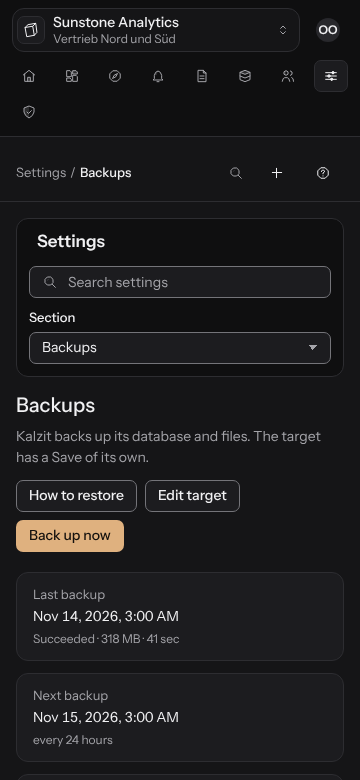 Sunstone Analytics
Vertrieb Nord und Süd
OO
Settings / Backups
Settings
Search settings
Section
Backups
Backups
Kalzit backs up its database and files. The target
has a Save of its own.
How to restore
Edit target
Back up now
Last backup
Nov 14, 2026, 3:00 AM
Succeeded · 318 MB · 41 sec
Next backup
Nov 15, 2026, 3:00 AM
every 24 hours